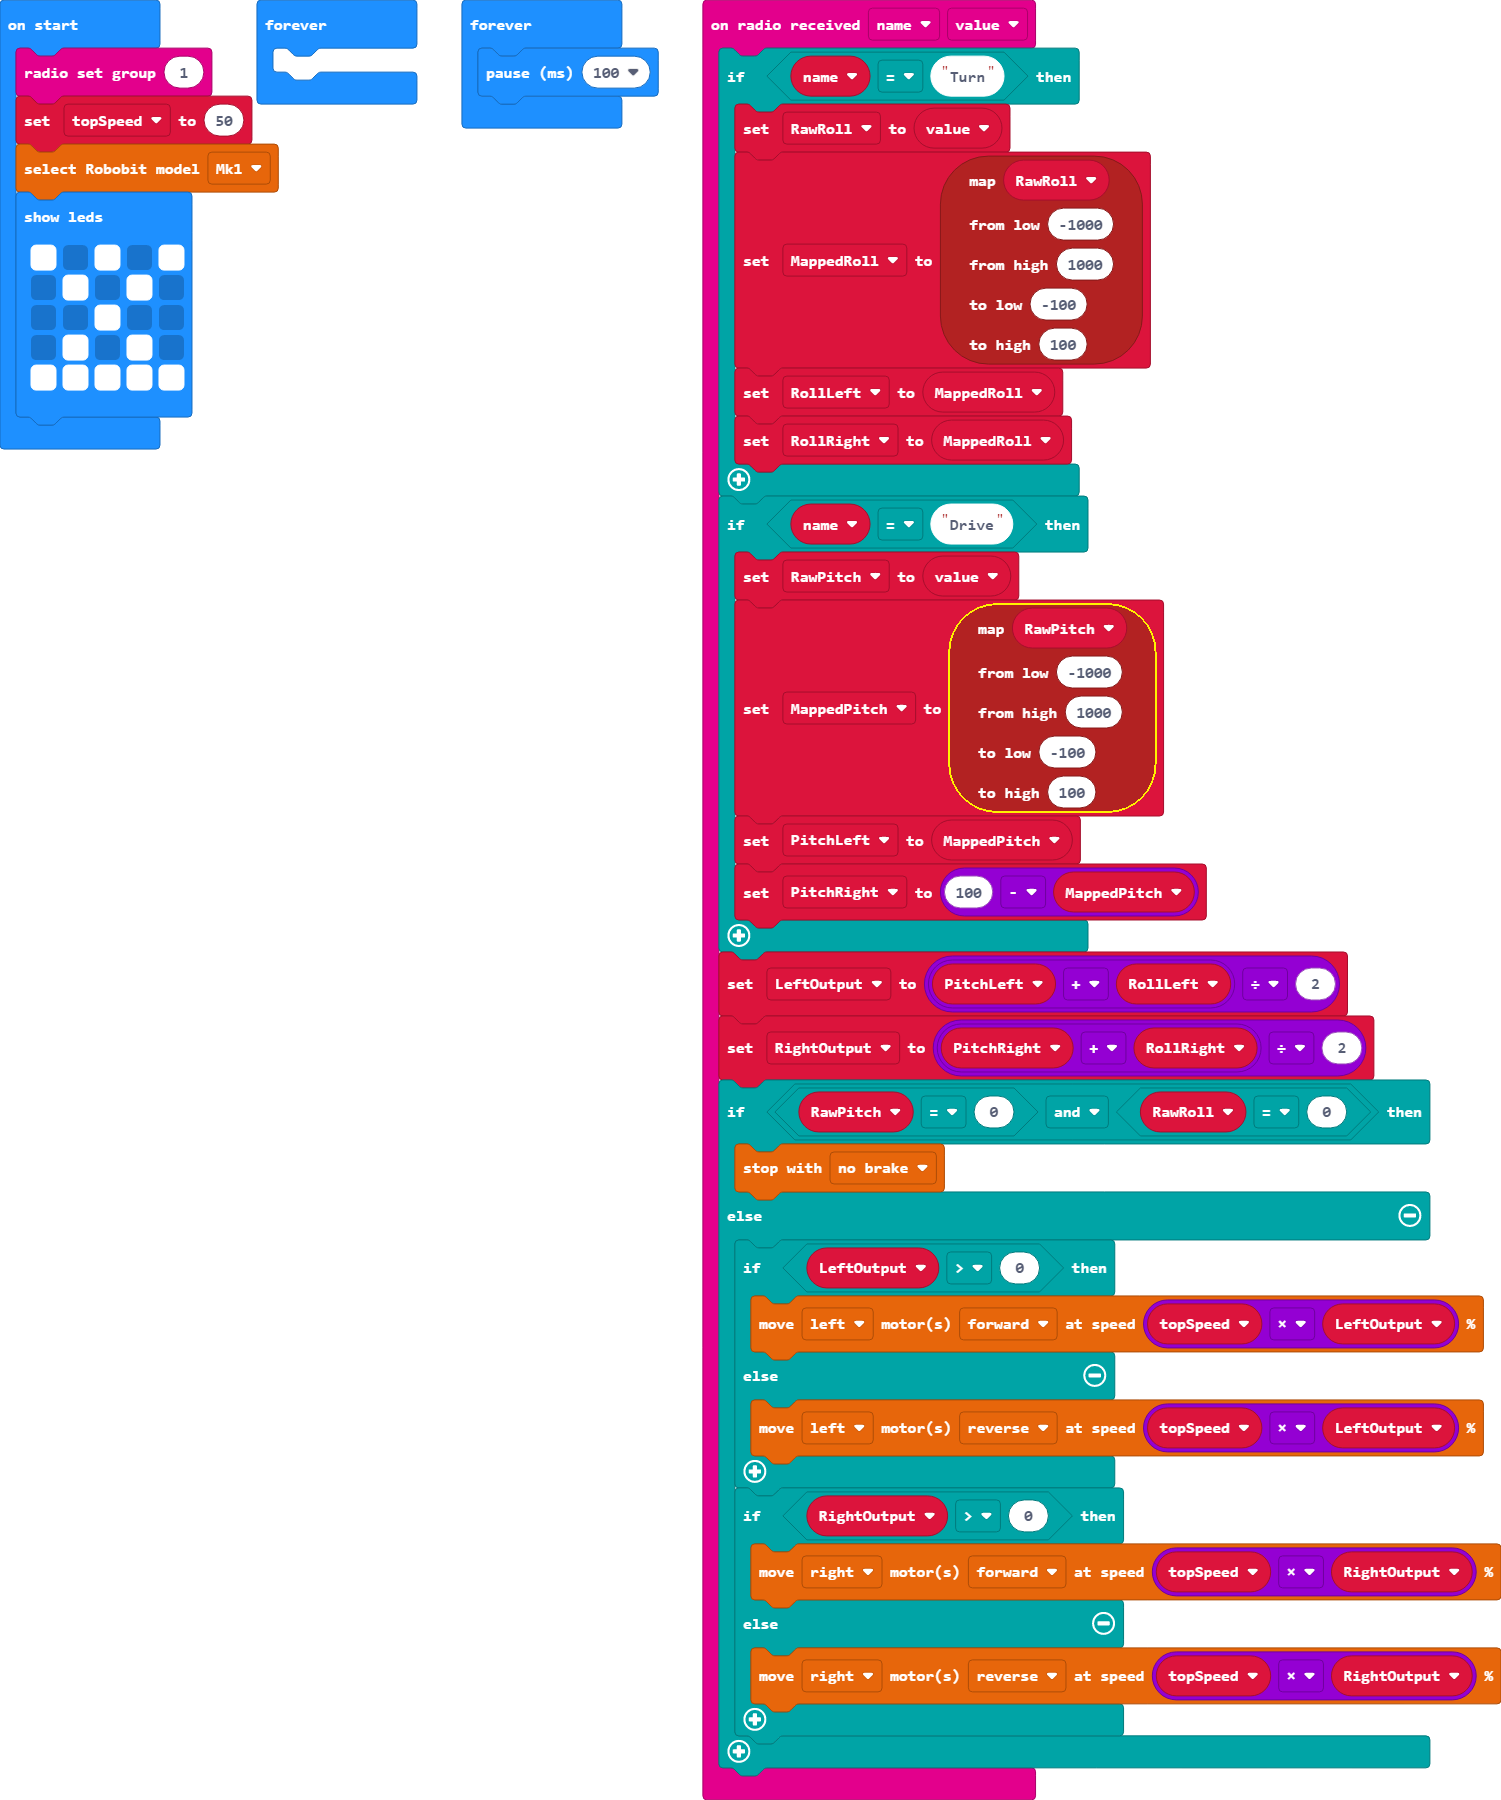 on start
radio set group 1
set topSpeed to 50
select Robobit model Mk1
show leds
forever
forever
pause (ms) 100
on radio received name value
if name = "Turn" then
set RawRoll to value
set MappedRoll to map RawRoll
from low -1000
from high 1000
to low -100
to high 100
set RollLeft to MappedRoll
set RollRight to MappedRoll
if name = "Drive" then
set RawPitch to value
set MappedPitch to map RawPitch
from low -1000
from high 1000
to low -100
to high 100
set PitchLeft to MappedPitch
set PitchRight to 100 - MappedPitch
set LeftOutput to PitchLeft + RollLeft ÷ 2
set RightOutput to PitchRight + RollRight ÷ 2
if RawPitch = 0 and RawRoll = 0 then
stop with no brake
else
if LeftOutput > 0 then
move left motor(s) forward at speed topSpeed × LeftOutput %
else
move left motor(s) reverse at speed topSpeed × LeftOutput %
if RightOutput > 0 then
move right motor(s) forward at speed topSpeed × RightOutput %
else
move right motor(s) reverse at speed topSpeed × RightOutput %